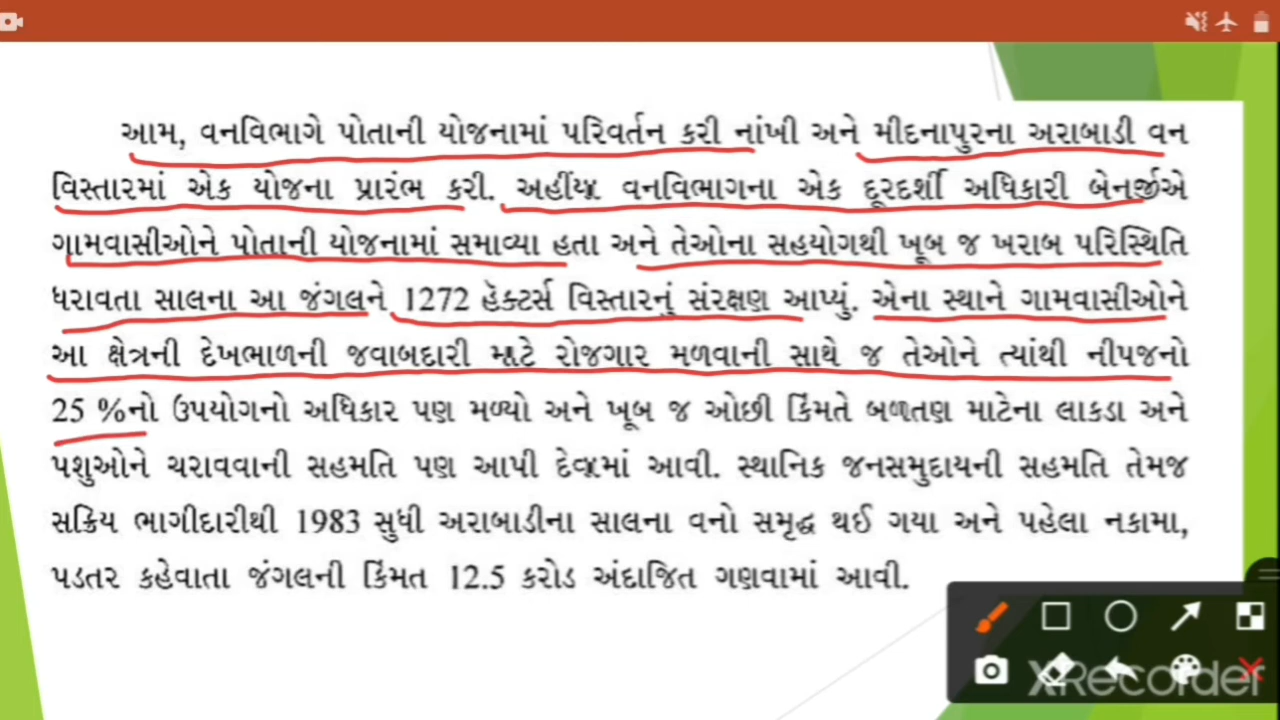 આમ, વનવિભાગે પોતાની યોજનામાં પરિવર્તન કરી નાંખી અને મીદનાપુરના અરાબાડી વન
વિસ્તારમાં એક યોજના પ્રારંભ કરી. અહીંયા વનવિભાગના એક દૂરદર્શી અધિકારી બેનર્જીએ
ગામવાસીઓને પોતાની યોજનામાં સમાવ્યા હતા અને તેઓના સહયોગથી ખૂબ જ ખરાબ પરિસ્થિતિ
ધરાવતા સાલના આ જંગલને 1272 હૅક્ટર્સ વિસ્તારનું સંરક્ષણ આપ્યું. એના સ્થાને ગામવાસીઓને
આ ક્ષેત્રની દેખભાળની જવાબદારી માટે રોજગાર મળવાની સાથે જ તેઓને ત્યાંથી નીપજનો
25 %નો ઉપયોગનો અધિકાર પણ મળ્યો અને ખૂબ જ ઓછી કિંમતે બળતણ માટેના લાકડા અને
પશુઓને ચરાવવાની સહમતિ પણ આપી દેવામાં આવી. સ્થાનિક જનસમુદાયની સહમતિ તેમજ
સક્રિય ભાગીદારીથી 1983 સુધી અરાબાડીના સાલના વનો સમૃદ્ધ થઈ ગયા અને પહેલા નકામા,
પડતર કહેવાતા જંગલની કિંમત 12.5 કરોડ અંદાજિત ગણવામાં આવી.
XRecorder